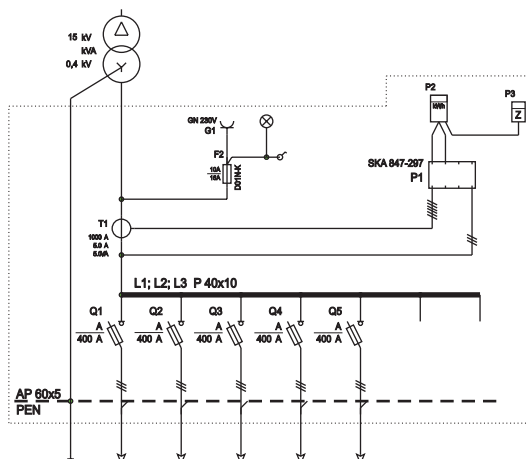 15 kV
kVA
0,4 kV
P2
kWh
P3
Z
GN 230V
G1
F2
10A
16A
D01N-K
SKA 847-297
P1
T1
1000 A
5.0 A
5.0VA
L1; L2; L3 P 40x10
Q1
A
400 A
Q2
A
400 A
Q3
A
400 A
Q4
A
400 A
Q5
A
400 A
AP 60x5
PEN